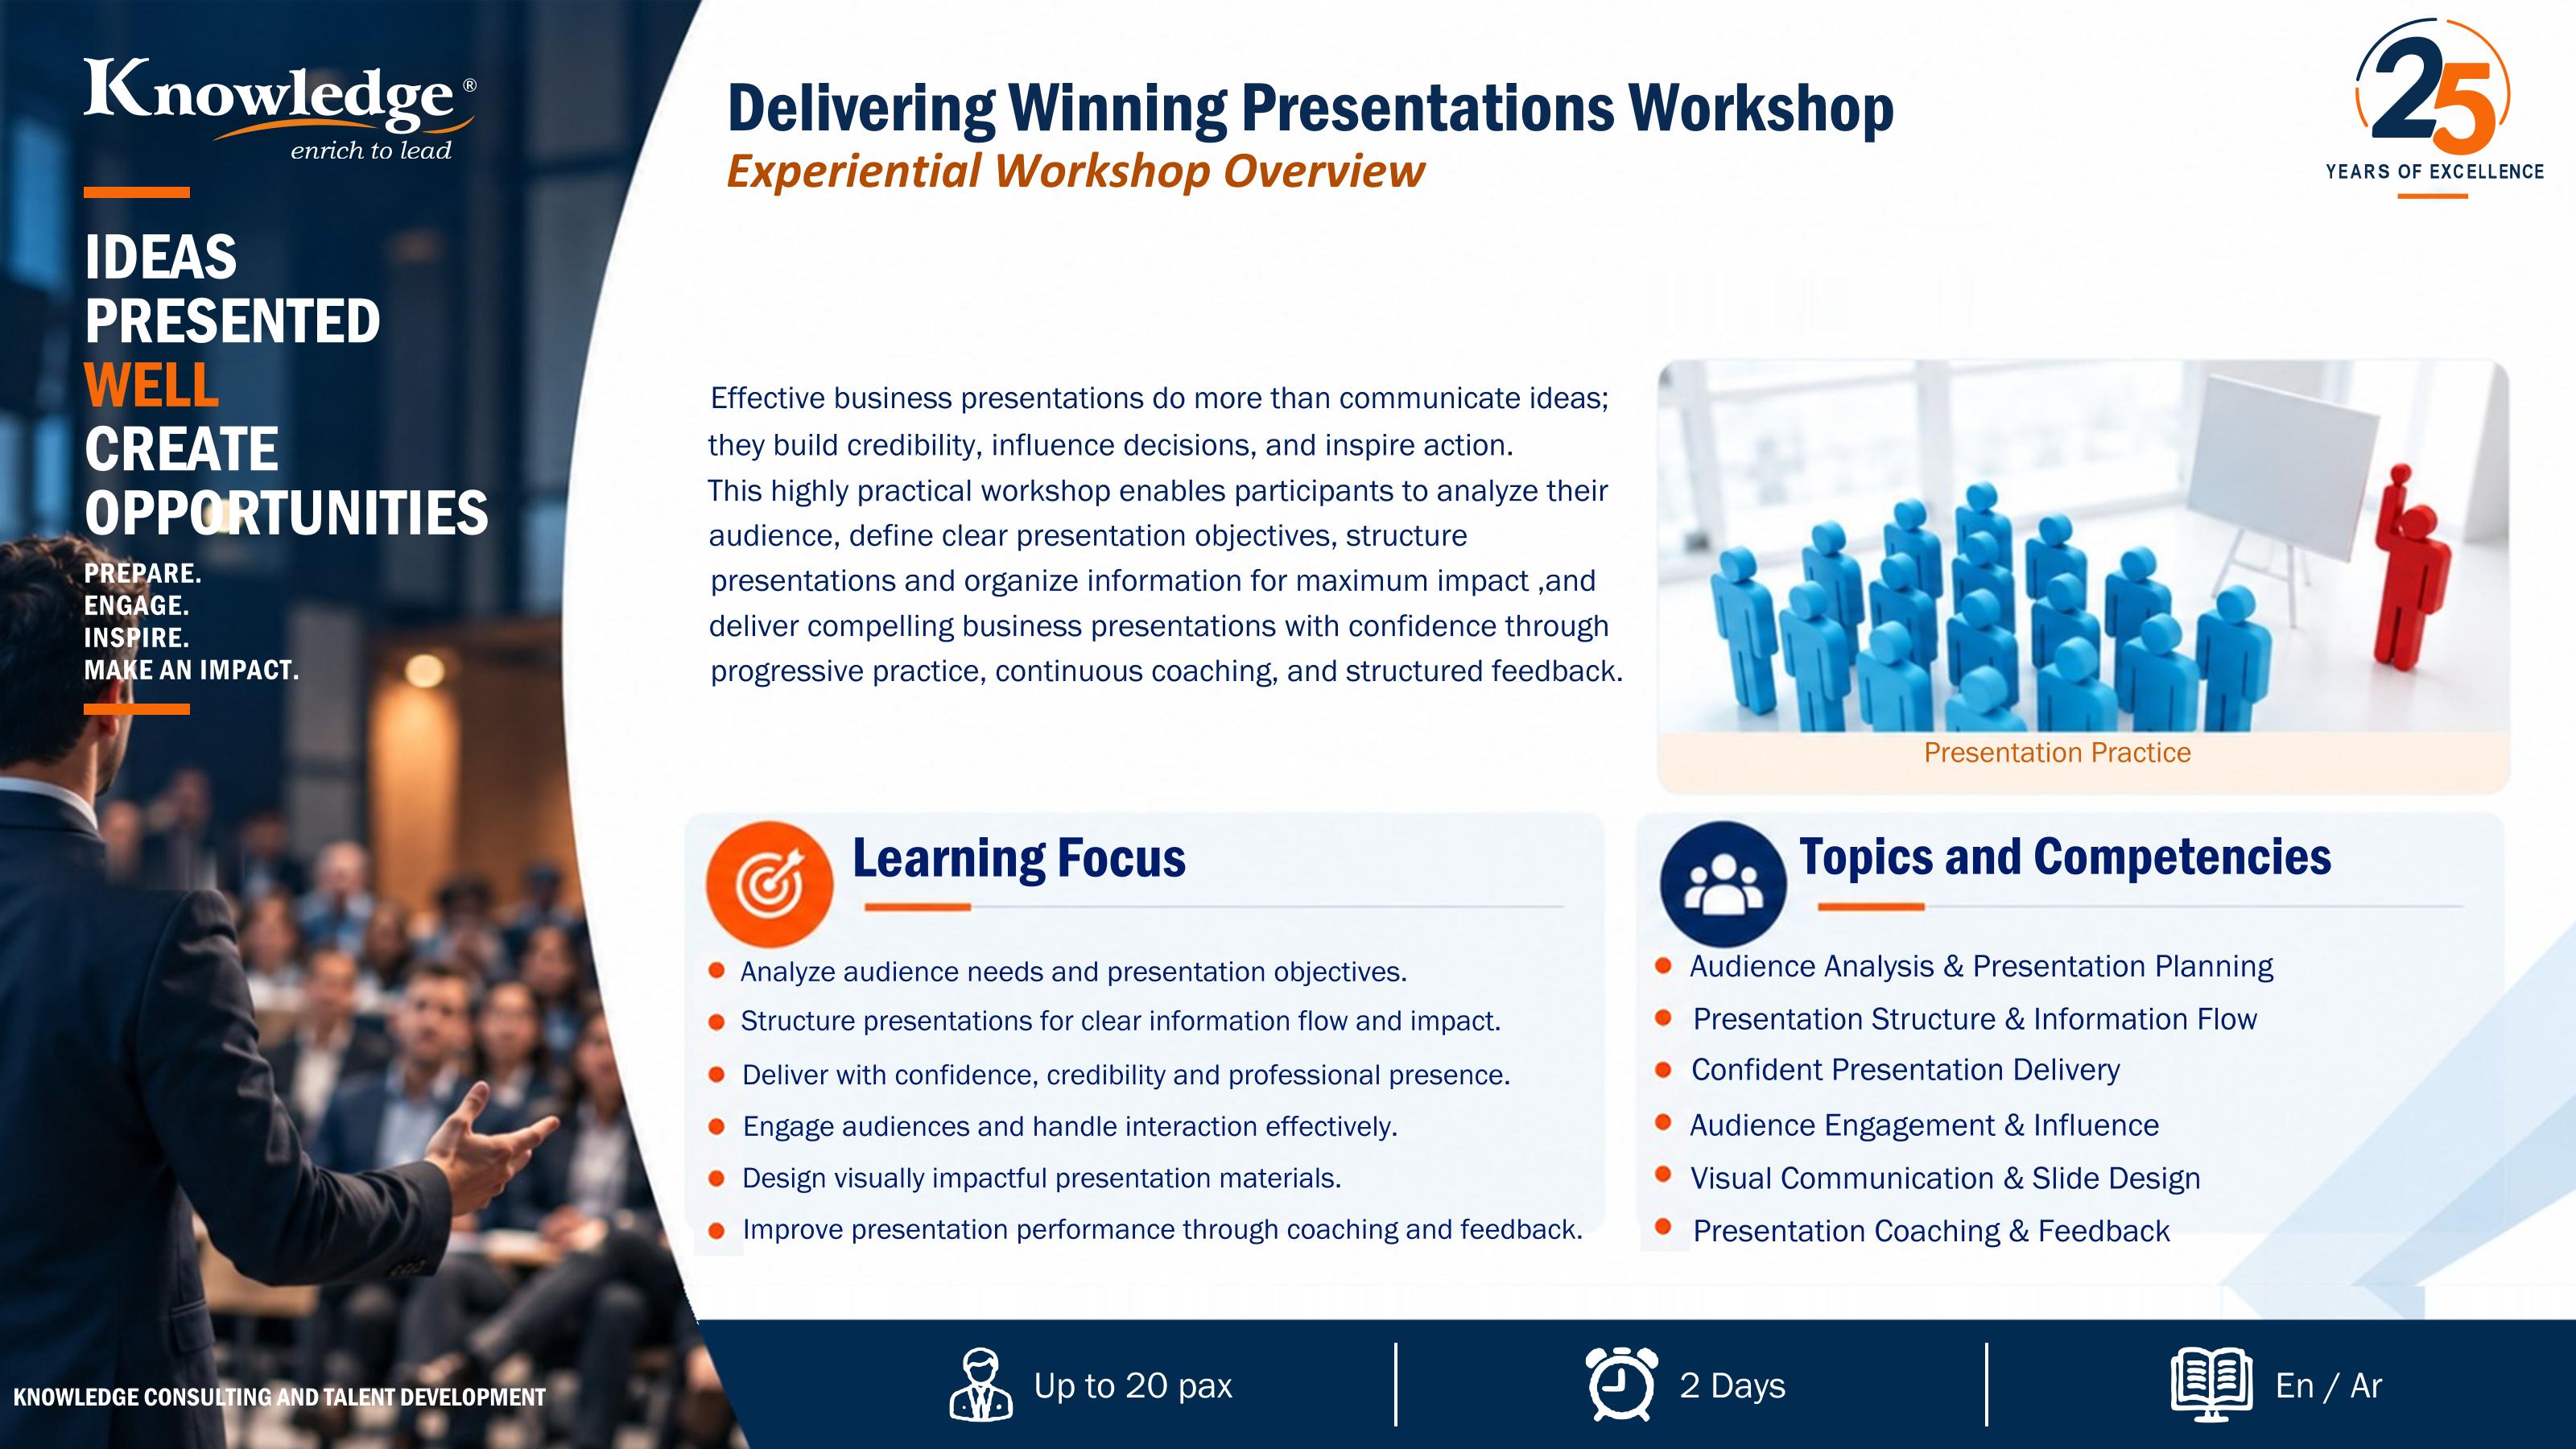 Knowledge®
enrich to lead
IDEAS
PRESENTED
WELL
CREATE
OPPORTUNITIES
PREPARE.
ENGAGE.
INSPIRE.
MAKE AN IMPACT.
KNOWLEDGE CONSULTING AND TALENT DEVELOPMENT
Delivering Winning Presentations Workshop
Experiential Workshop Overview
25
YEARS OF EXCELLENCE
Effective business presentations do more than communicate ideas;
they build credibility, influence decisions, and inspire action.
This highly practical workshop enables participants to analyze their
audience, define clear presentation objectives, structure
presentations and organize information for maximum impact ,and
deliver compelling business presentations with confidence through
progressive practice, continuous coaching, and structured feedback.
Presentation Practice
Learning Focus
Analyze audience needs and presentation objectives.
Structure presentations for clear information flow and impact.
Deliver with confidence, credibility and professional presence.
Engage audiences and handle interaction effectively.
Design visually impactful presentation materials.
Improve presentation performance through coaching and feedback.
Topics and Competencies
Audience Analysis & Presentation Planning
Presentation Structure & Information Flow
Confident Presentation Delivery
Audience Engagement & Influence
Visual Communication & Slide Design
Presentation Coaching & Feedback
Up to 20 pax
2 Days
En / Ar